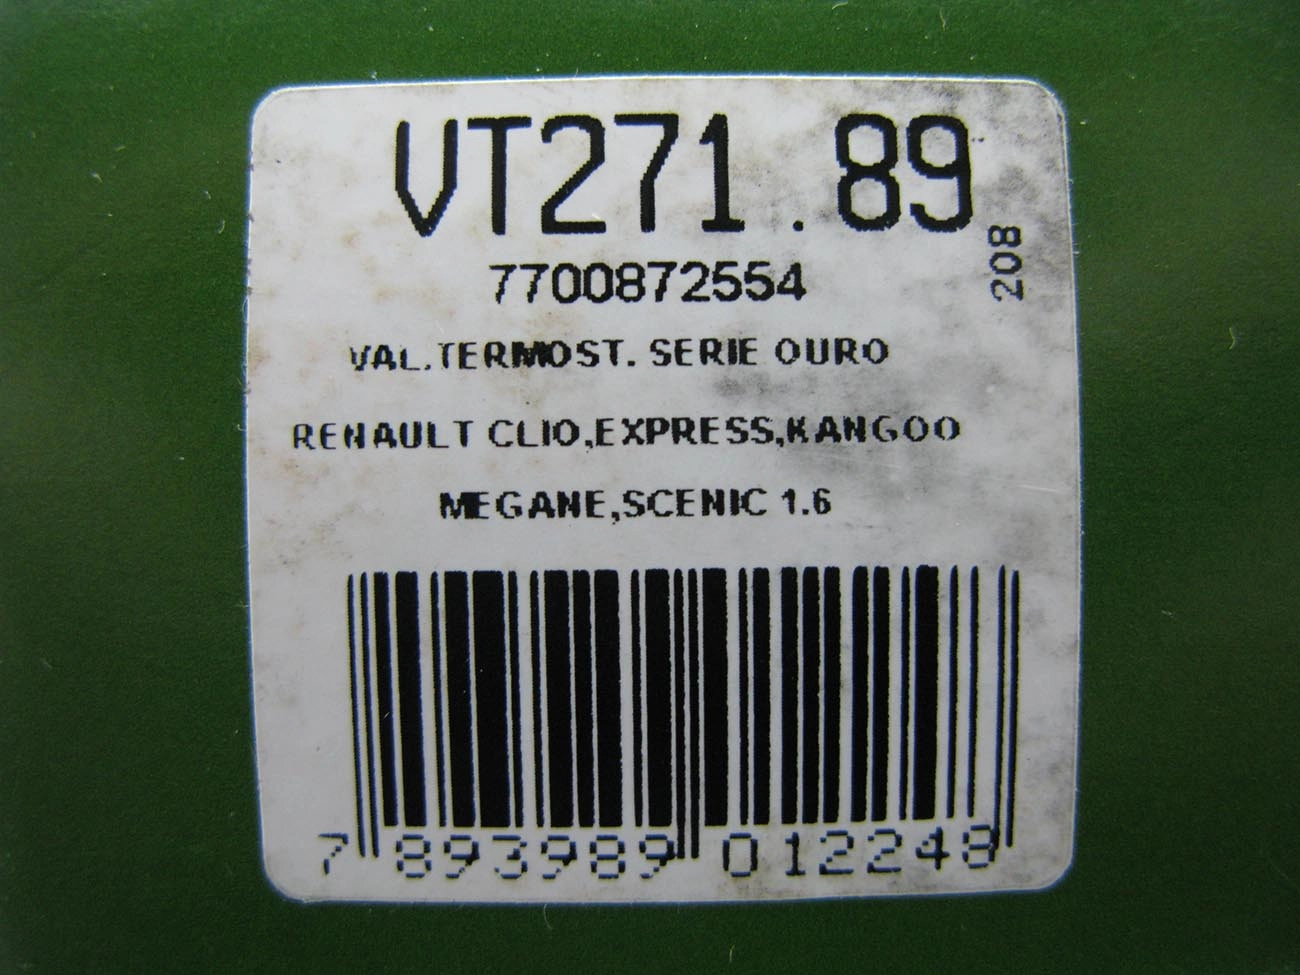 VT271.89
208
7700872554
VAL.TERMOST. SERIE OURO
RENAULT CLIO,EXPRESS,KANGOO
MEGANE,SCENIC 1.6
7 893989 012248